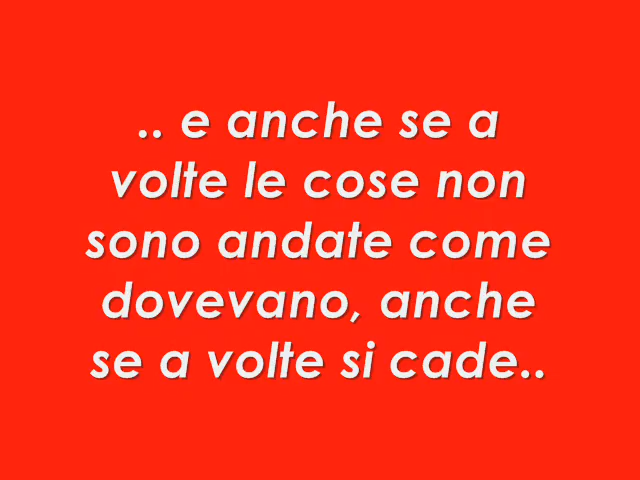 .. e anche se a
volte le cose non
sono andate come
dovevano, anche
se a volte si cade..